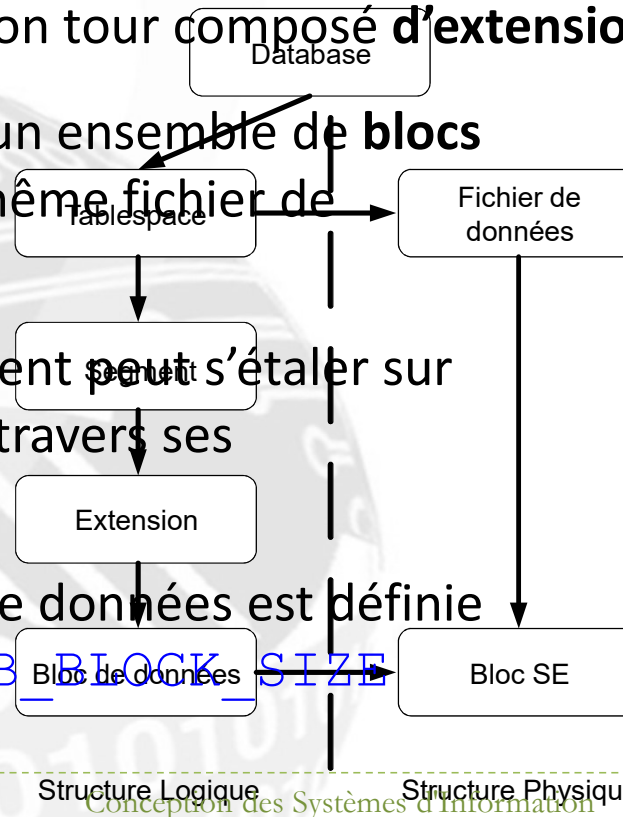 on tour composé d'extensio
Database
un ensemble de blocs
même fichier de
Tablespace
Fichier de
données
Segment
ent peut s'étaler sur
travers ses
Extension
e données est définie
B_BLOCK_SIZE
Bloc de données
Bloc SE
Structure Logique
Structure Physiqu
Conception des Systèmes d'Information